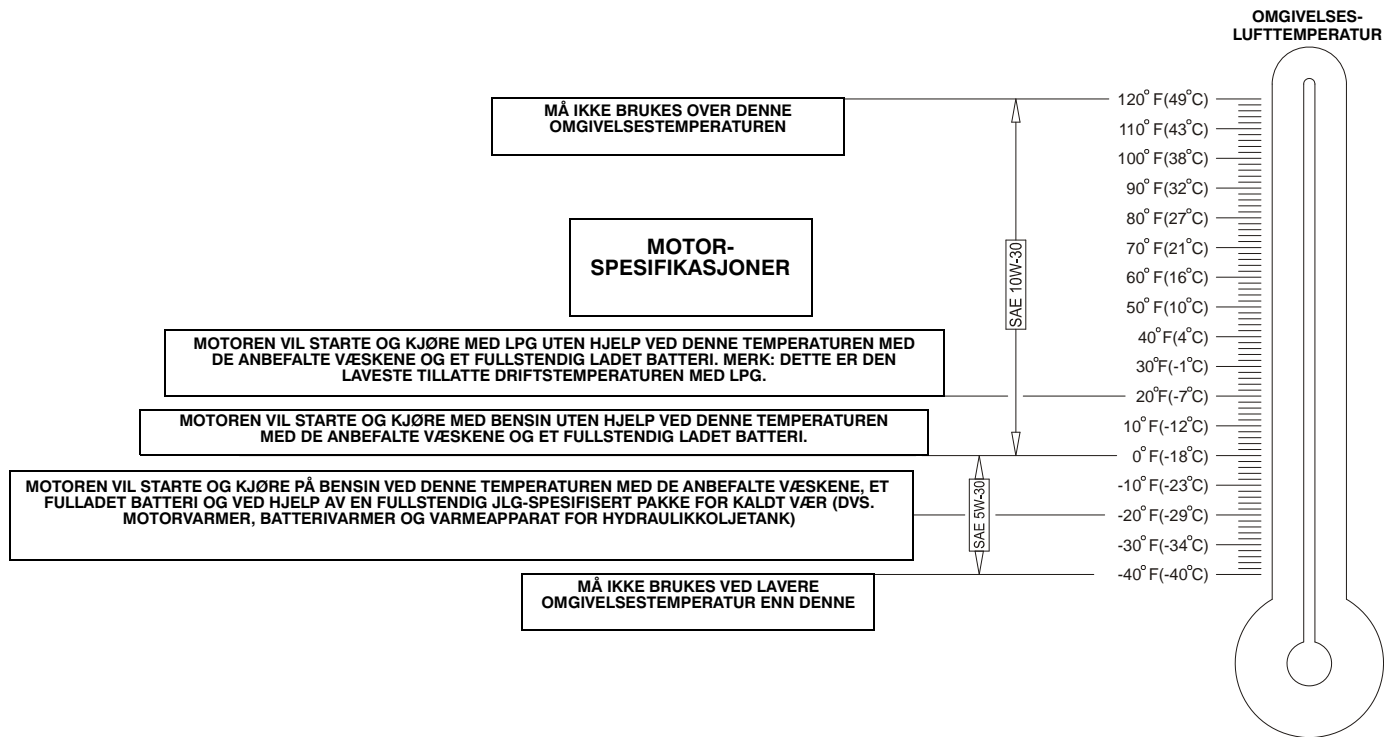 OMGIVELSES-
LUFTTEMPERATUR
MÅ IKKE BRUKES OVER DENNE
OMGIVELSESTEMPERATUREN
MOTOR-
SPESIFIKASJONER
MOTOREN VIL STARTE OG KJØRE MED LPG UTEN HJELP VED DENNE TEMPERATUREN MED
DE ANBEFALTE VÆSKENE OG ET FULLSTENDIG LADET BATTERI. MERK: DETTE ER DEN
LAVESTE TILLATTE DRIFTSTEMPERATUREN MED LPG.
MOTOREN VIL STARTE OG KJØRE MED BENSIN UTEN HJELP VED DENNE TEMPERATUREN
MED DE ANBEFALTE VÆSKENE OG ET FULLSTENDIG LADET BATTERI.
MOTOREN VIL STARTE OG KJØRE PÅ BENSIN VED DENNE TEMPERATUREN MED DE ANBEFALTE VÆSKENE, ET
FULLADET BATTERI OG VED HJELP AV EN FULLSTENDIG JLG-SPESIFISERT PAKKE FOR KALDT VÆR (DVS.
MOTORVARMER, BATTERIVARMER OG VARMEAPPARAT FOR HYDRAULIKKOLJETANK)
MÅ IKKE BRUKES VED LAVERE
OMGIVELSESTEMPERATUR ENN DENNE
SAE 10W-30
SAE 5W-30
120° F(49°C)
110° F(43°C)
100° F(38°C)
90° F(32°C)
80° F(27°C)
70° F(21°C)
60° F(16°C)
50° F(10°C)
40°F(4°C)
30°F(-1°C)
20°F(-7°C)
10°F(-12°C)
0° F(-18°C)
-10° F(-23°C)
-20° F(-29°C)
-30° F(-34°C)
-40° F(-40°C)